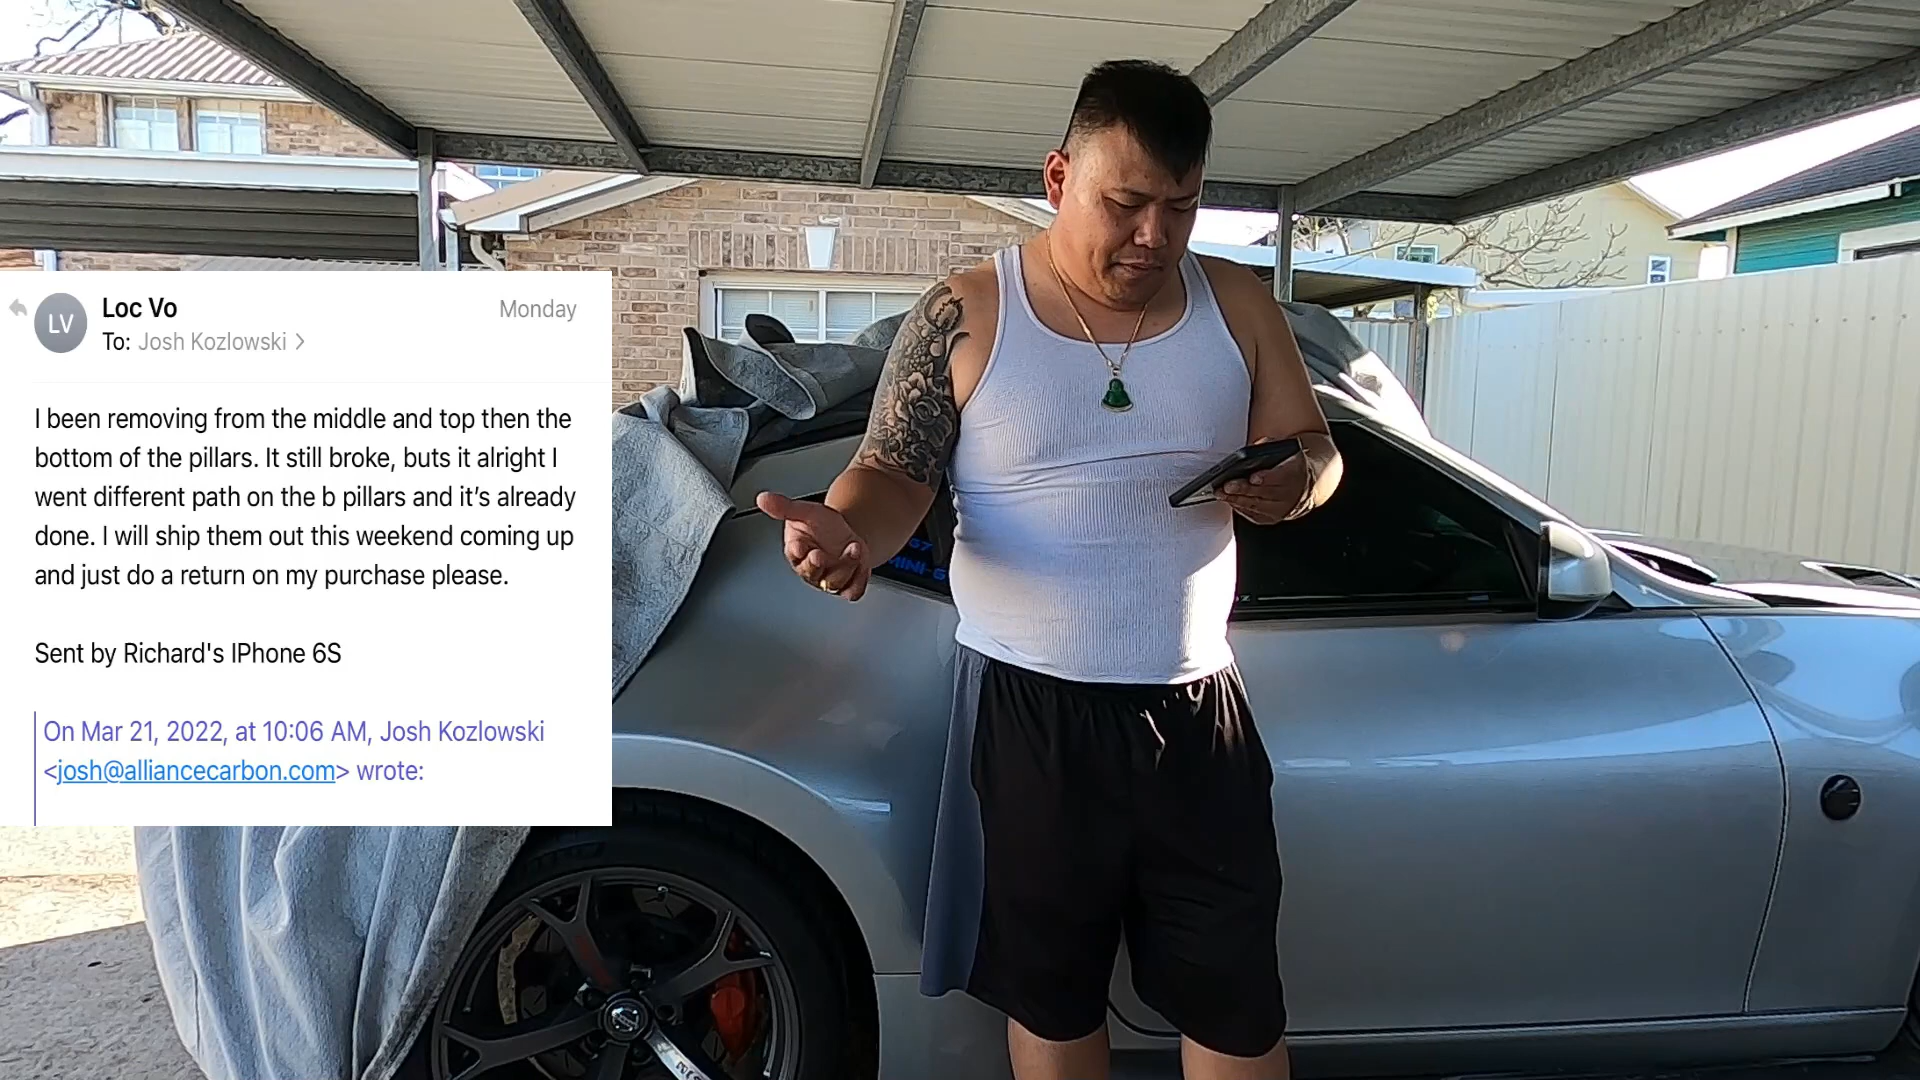 Loc Vo
Monday
LV
To: Josh Kozlowski >
I been removing from the middle and top then the
bottom of the pillars. It still broke, buts it alright I
went different path on the b pillars and it’s already
done. I will ship them out this weekend coming up
and just do a return on my purchase please.
Sent by Richard's IPhone 6S
On Mar 21, 2022, at 10:06 AM, Josh Kozlowski
<josh@alliancecarbon.com> wrote: